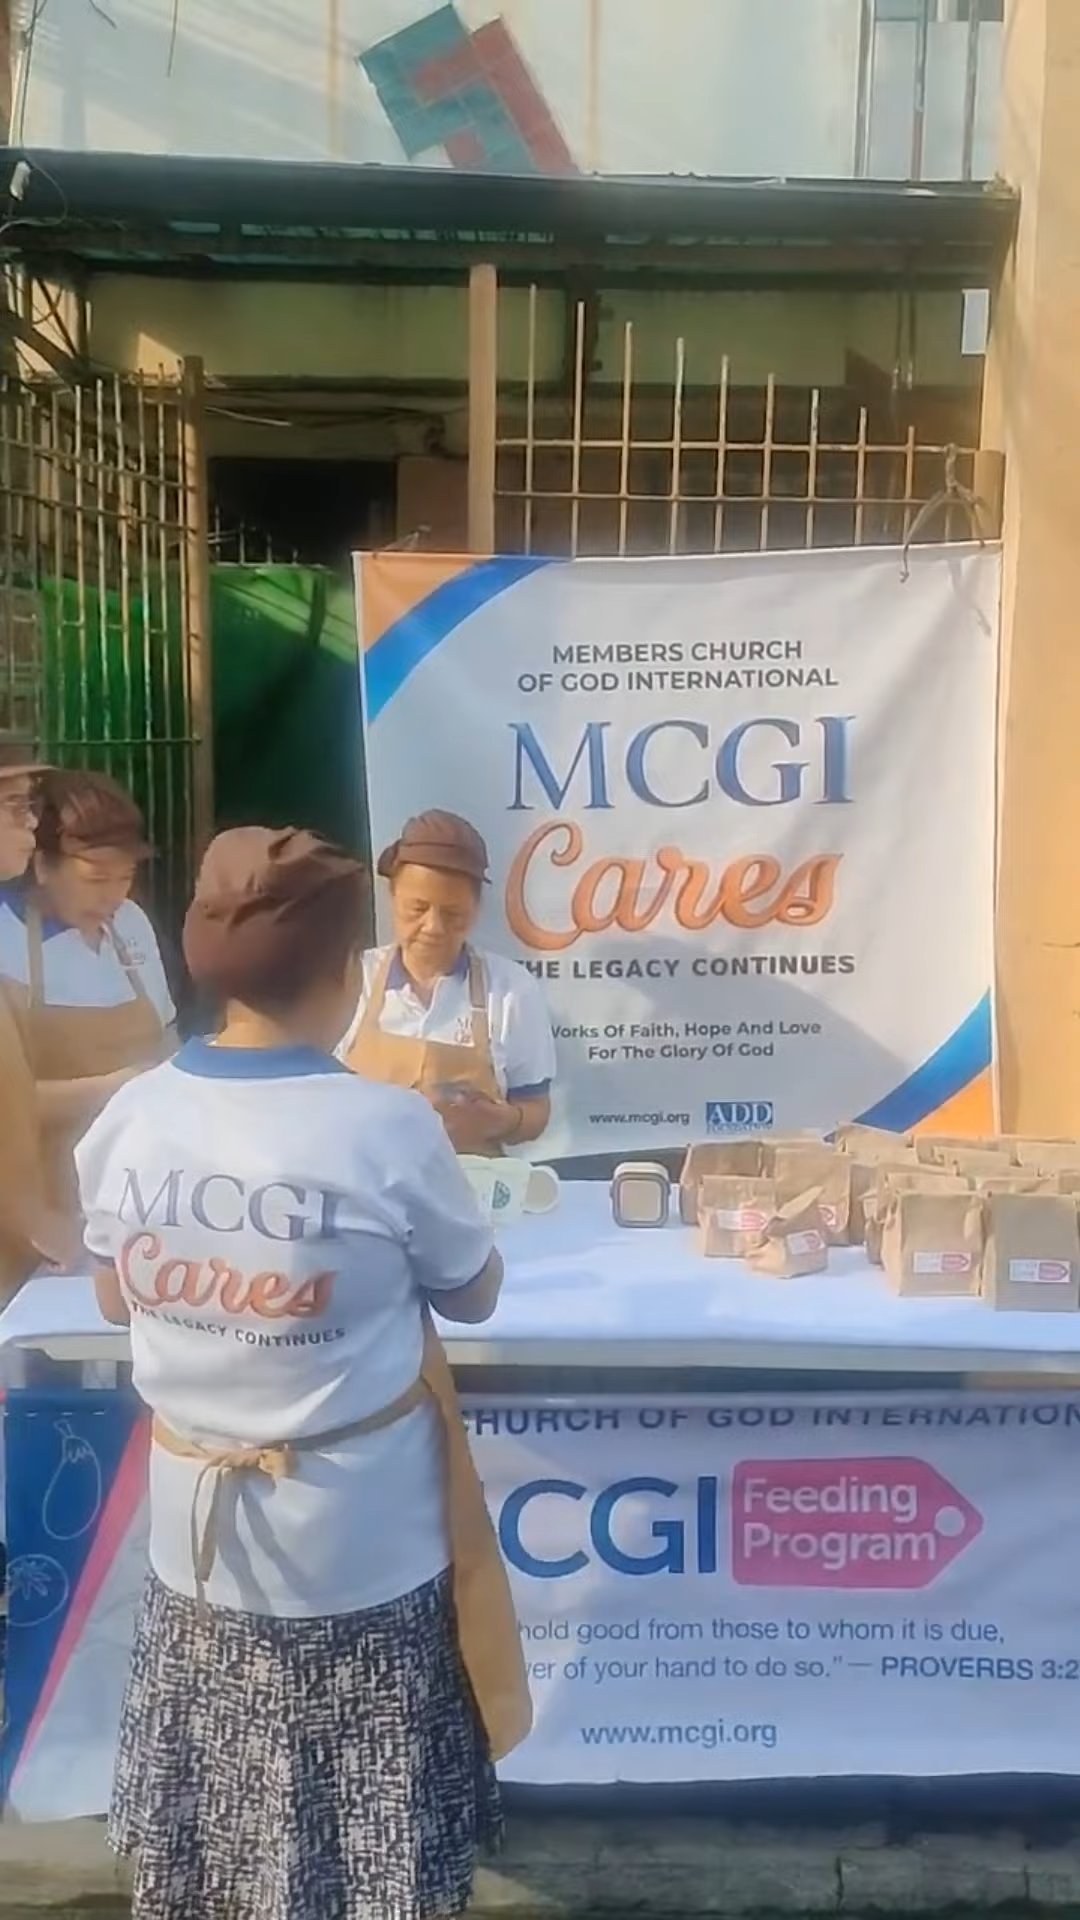 MEMBERS CHURCH
OF GOD INTERNATIONAL
MCGI
Cares
THE LEGACY CONTINUES
Works Of Faith, Hope And Love
For The Glory Of God
www.mcgi.org
ADD
FOUNDATION
MCGI
Cares
THE LEGACY CONTINUES
CHURCH OF GOD INTERNATION
CGI
Feeding
Program
hold good from those to whom it is due,
er of your hand to do so." — PROVERBS 3:2
www.mcgi.org